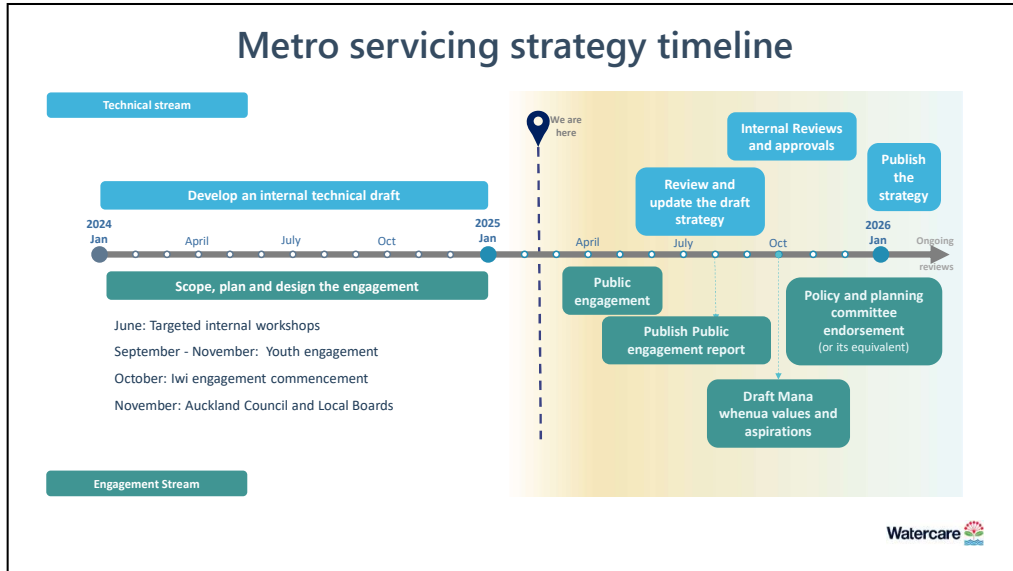 Metro servicing strategy timeline
Technical stream
We are
here
Internal Reviews
and approvals
Publish
the
strategy
Review and
update the draft
strategy
Develop an internal technical draft
2024
Jan
April
July
Oct
2025
Jan
April
July
Oct
2026
Jan
Ongoing
reviews
Scope, plan and design the engagement
Public
engagement
Publish Public
engagement report
Policy and planning
committee
endorsement
(or its equivalent)
Draft Mana
whenua values and
aspirations
June: Targeted internal workshops
September - November:  Youth engagement
October: Iwi engagement commencement
November: Auckland Council and Local Boards
Engagement Stream
Watercare